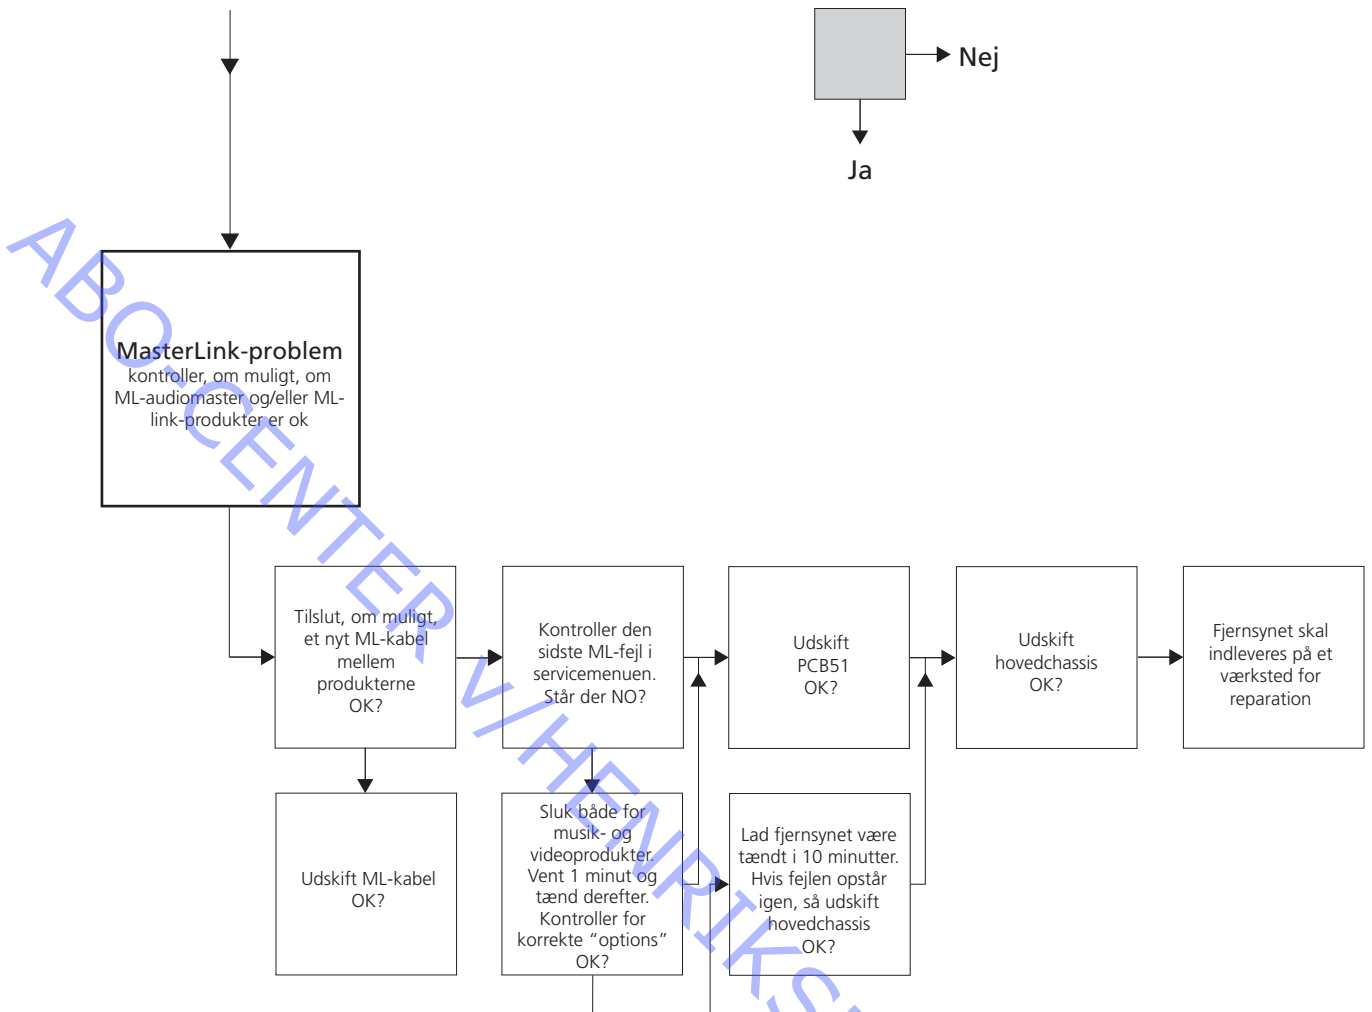 Nej
Ja
MasterLink-problem
kontroller, om muligt, om
ML-audiomaster og/eller ML-
link-produkter er ok
Tilslut, om muligt,
et nyt ML-kabel
mellem
produkterne
OK?
Kontroller den
sidste ML-fejl i
servicemenuen.
Står der NO?
Udskift
PCB51
OK?
Udskift
hovedchassis
OK?
Fjernsynet skal
indleveres på et
værksted for
reparation
Udskift ML-kabel
OK?
Sluk både for
musik- og
videoprodukter.
Vent 1 minut og
tænd derefter.
Kontroller for
korrekte “options”
OK?
Lad fjernsynet være
tændt i 10 minutter.
Hvis fejlen opstår
igen, så udskift
hovedchassis
OK?
ABO-CENTER V/HENRIKS